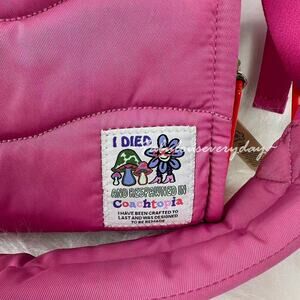 I DIED
AND RESPAWNED IN
Coachtopia
I HAVE BEEN CRAFTED TO
LAST AND WAS DESIGNED
TO BE REMADE